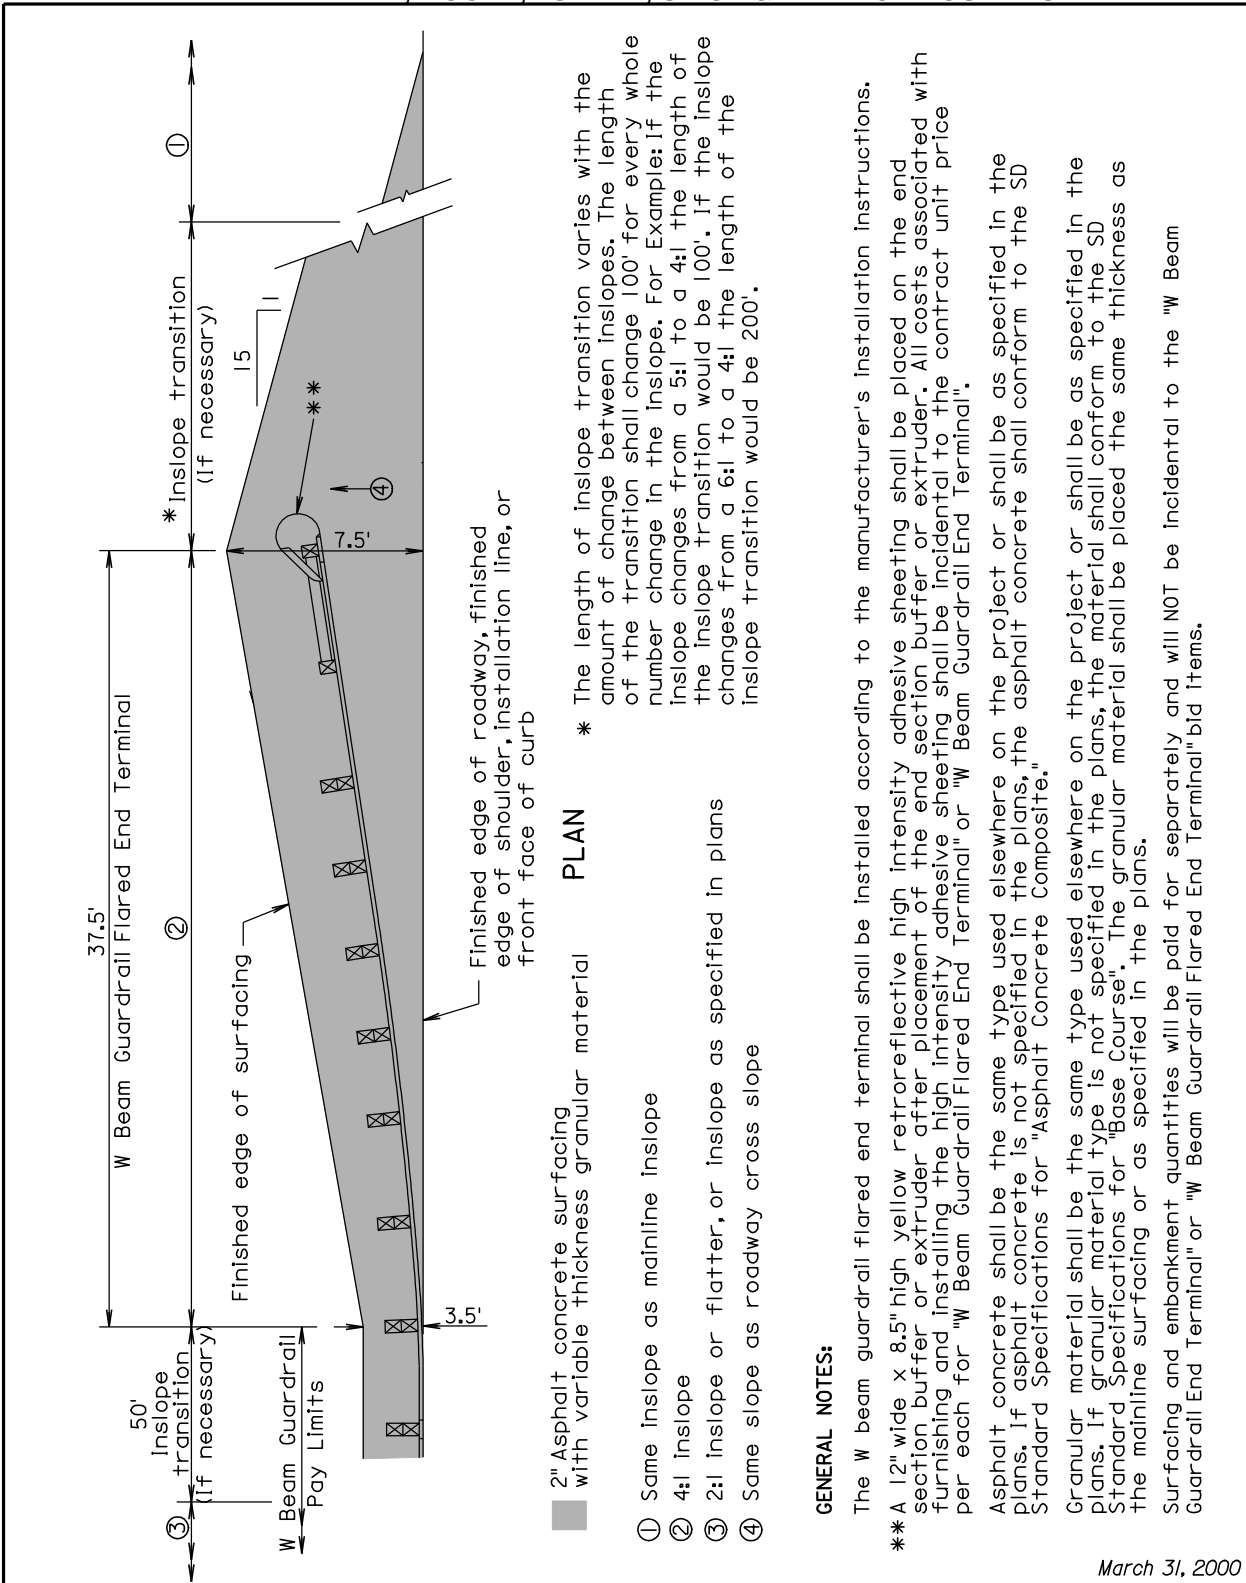 37.5'
W Beam Guardrail Flared End Terminal
50'
Inslope
transition
(If necessary)
* Inslope transition
(If necessary)
③
②
①
W Beam Guardrail
Pay Limits
Finished edge of surfacing
15
1
**
④
7.5'
3.5'
Finished edge of roadway, finished
edge of shoulder, installation line, or
front face of curb
PLAN
2" Asphalt concrete surfacing
with variable thickness granular material
① Same inslope as mainline inslope
② 4:1 inslope
③ 2:1 inslope or flatter, or inslope as specified in plans
④ Same slope as roadway cross slope
* The length of inslope transition varies with the
amount of change between inslopes. The length
of the transition shall change 100' for every whole
number change in the inslope. For Example: If the
inslope changes from a 5:1 to a 4:1 the length of
the inslope transition would be 100'. If the inslope
changes from a 6:1 to a 4:1 the length of the
inslope transition would be 200'.
GENERAL NOTES:
The W beam guardrail flared end terminal shall be installed according to the manufacturer's installation instructions.
** A 12" wide x 8.5" high yellow retroreflective high intensity adhesive sheeting shall be placed on the end
section buffer or extruder after placement of the end section buffer or extruder. All costs associated with
furnishing and installing the high intensity adhesive sheeting shall be incidental to the contract unit price
per each for "W Beam Guardrail Flared End Terminal" or "W Beam Guardrail End Terminal".
Asphalt concrete shall be the same type used elsewhere on the project or shall be as specified in the
plans. If asphalt concrete is not specified in the plans, the asphalt concrete shall conform to the SD
Standard Specifications for "Asphalt Concrete Composite."
Granular material shall be the same type used elsewhere on the project or shall be as specified in the
plans. If granular material type is not specified in the plans, the material shall conform to the SD
Standard Specifications for "Base Course". The granular material shall be placed the same thickness as
the mainline surfacing or as specified in the plans.
Surfacing and embankment quantities will be paid for separately and will NOT be incidental to the "W Beam
Guardrail End Terminal" or "W Beam Guardrail Flared End Terminal" bid items.
March 31, 2000